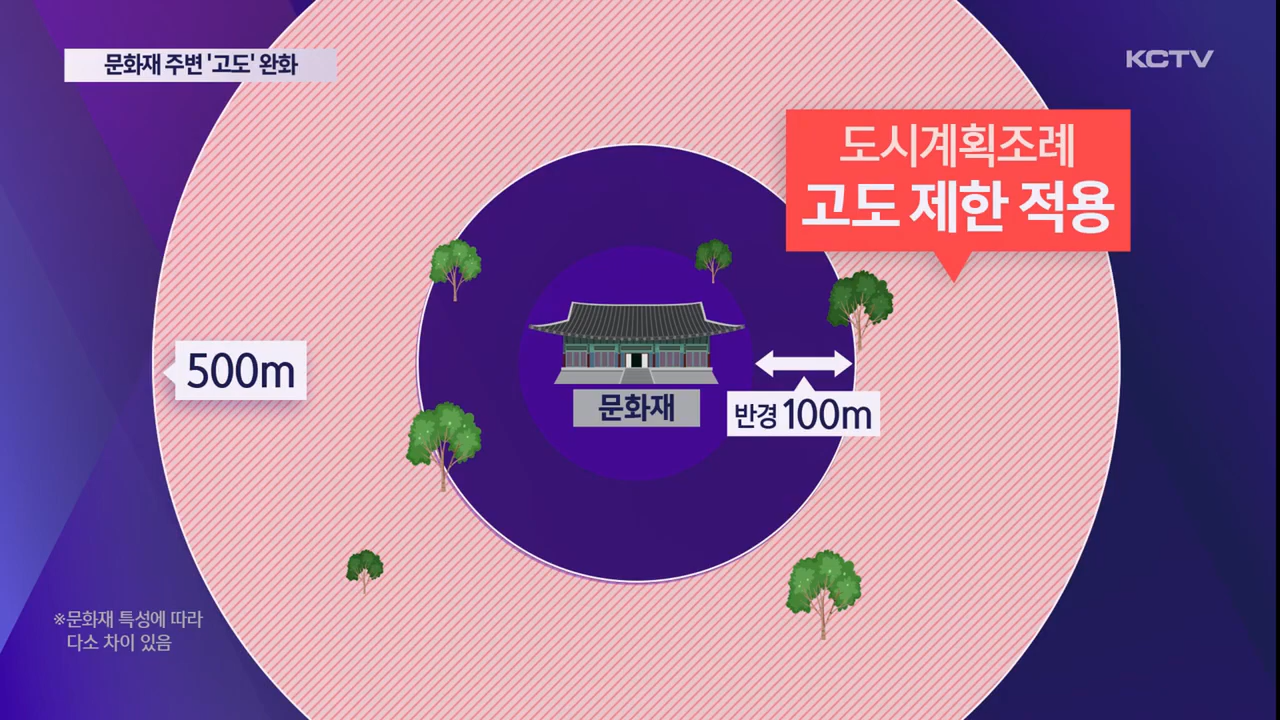 문화재 주변 '고도' 완화
KCTV
도시계획조례
고도 제한 적용
500m
문화재
반경 100m
※문화재 특성에 따라
다소 차이 있음